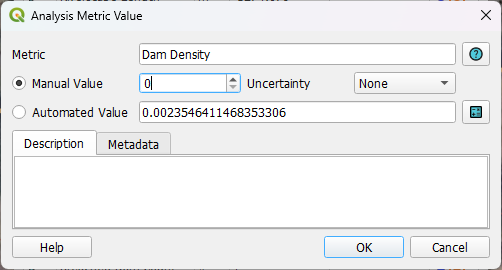 Analysis Metric Value
Metric Dam Density
Manual Value 0 Uncertainty None
Automated Value 0.0023546411468353306
Description Metadata
Help OK Cancel